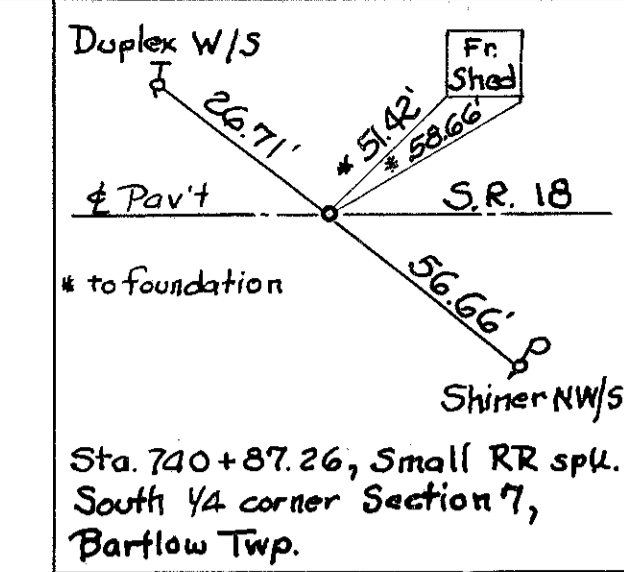 Duplex W/S
Fr.
Shed
26.71'
* 51.42'
* 58.66'
℄ Pav't
S.R. 18
* to foundation
56.66'
Shiner NW/S
Sta. 740+87.26, Small RR spk.
South 1/4 corner Section 7,
Bartlow Twp.